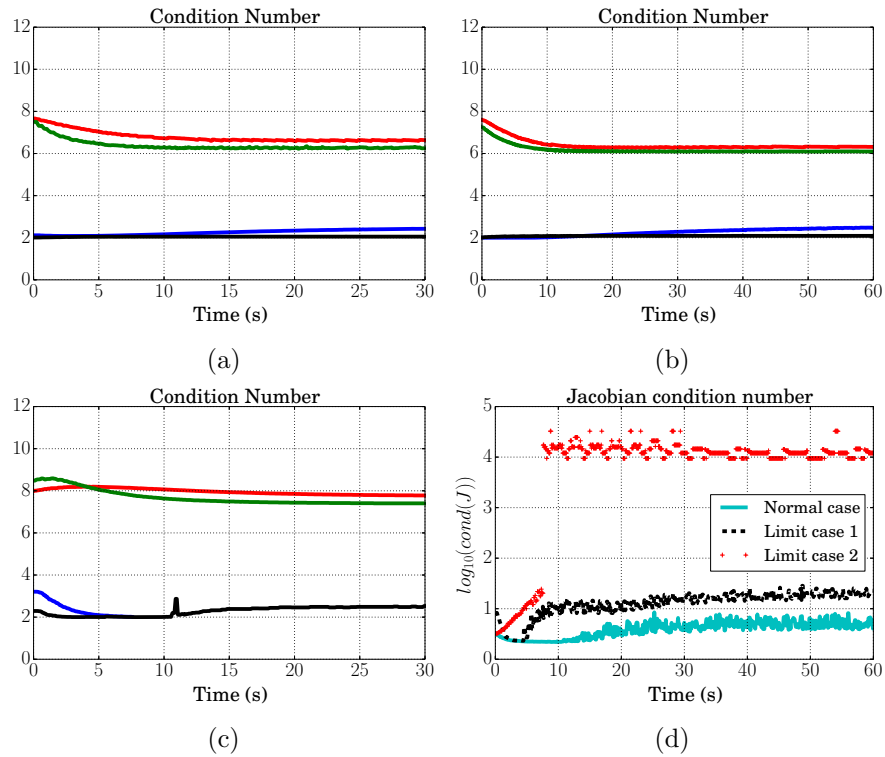 Condition Number
12
10
8
6
4
2
0
0 5 10 15 20 25 30
Time (s)
(a)
Condition Number
12
10
8
6
4
2
0
0 10 20 30 40 50 60
Time (s)
(b)
Condition Number
12
10
8
6
4
2
0
0 5 10 15 20 25 30
Time (s)
(c)
Jacobian condition number
log₁₀(cond(J))
5
4
3
2
1
0
Normal case
Limit case 1
Limit case 2
0 10 20 30 40 50 60
Time (s)
(d)